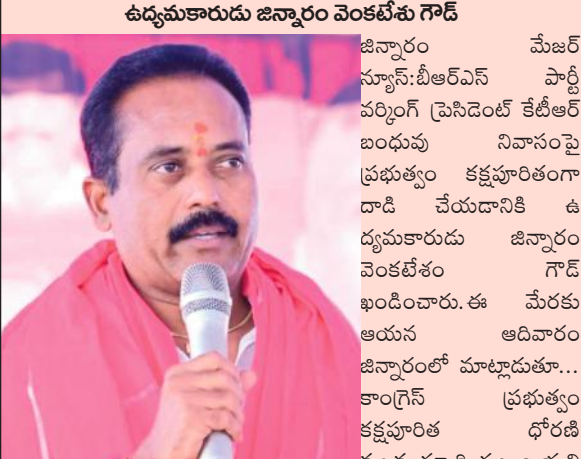 ఉద్యమకారుడు జిన్నారం వెంకటేశు గౌడ్
జిన్నారం మేజర్
న్యూస్:బీఆర్ఎస్ పార్టీ
వర్కింగ్ ప్రెసిడెంట్ కేటీఆర్
బంధువు నివాసంపై
ప్రభుత్వం కక్షపూరితంగా
దాడి చేయడానికి ఉ
ద్యమకారుడు జిన్నారం
వెంకటేశం గౌడ్
ఖండించారు.ఈ మేరకు
ఆయన ఆదివారం
జిన్నారంలో మాట్లాడుతూ...
కాంగ్రెస్ ప్రభుత్వం
కక్షపూరిత ధోరణి